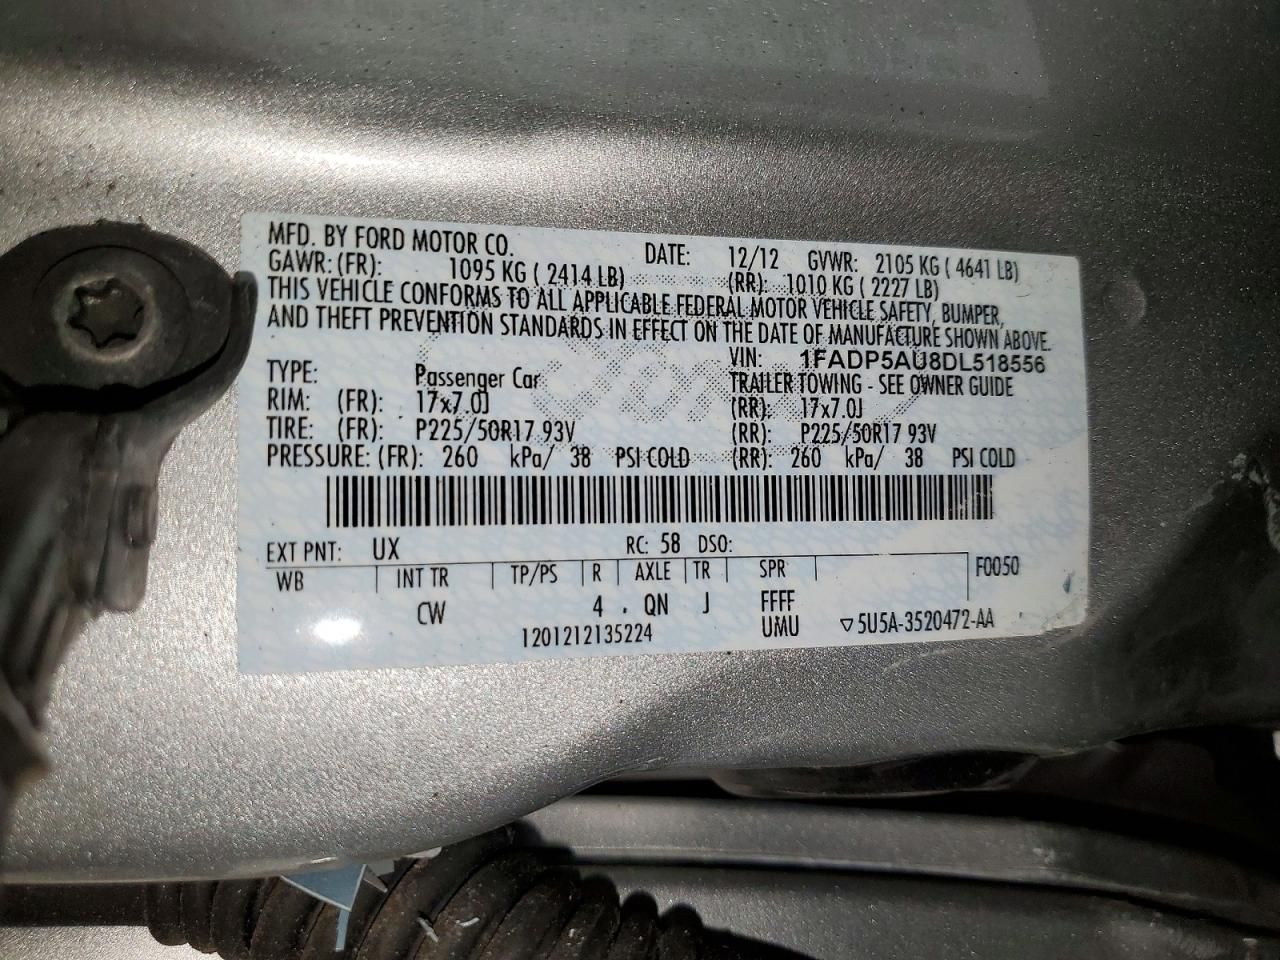 MFD. BY FORD MOTOR CO. DATE: 12/12 GVWR: 2105 KG ( 4641 LB)
GAWR: (FR): 1095 KG ( 2414 LB) (RR): 1010 KG ( 2227 LB)
THIS VEHICLE CONFORMS TO ALL APPLICABLE FEDERAL MOTOR VEHICLE SAFETY, BUMPER,
AND THEFT PREVENTION STANDARDS IN EFFECT ON THE DATE OF MANUFACTURE SHOWN ABOVE.
VIN: 1FADP5AU8DL518556
TYPE: Passenger Car TRAILER TOWING - SEE OWNER GUIDE
RIM: (FR): 17x7.0J (RR): 17x7.0J
TIRE: (FR): P225/50R17 93V (RR): P225/50R17 93V
PRESSURE: (FR): 260 kPa/ 38 PSI COLD (RR): 260 kPa/ 38 PSI COLD
EXT PNT: UX RC: 58 DSO:
WB INT TR TP/PS R AXLE TR SPR F0050
CW 4 . QN J FFFF
1201212135224 UMU ▽5U5A-3520472-AA